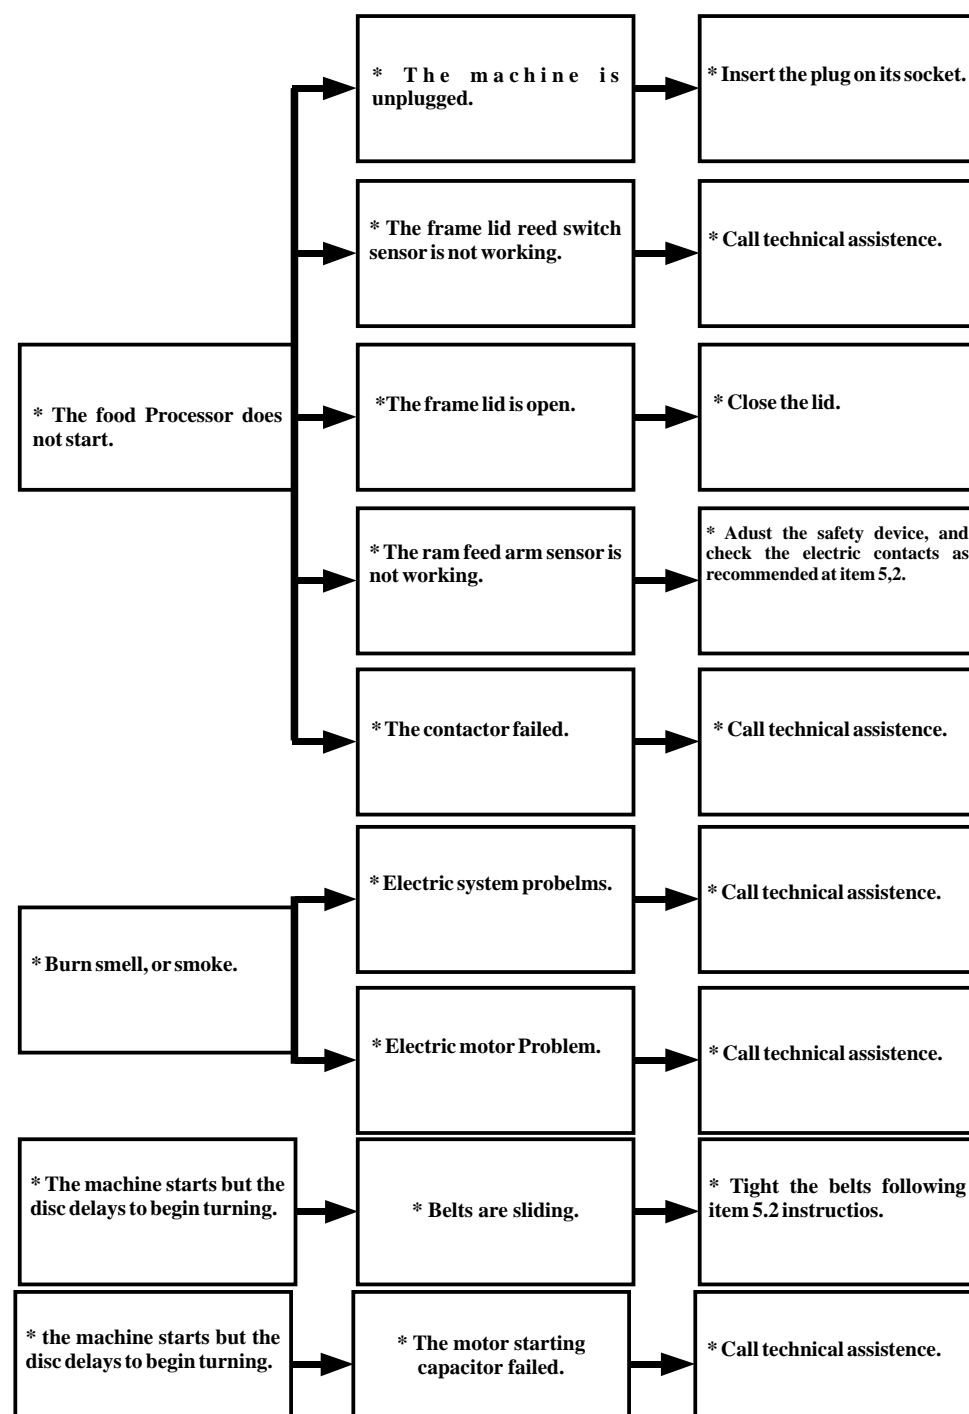 * The machine is
unplugged.
* Insert the plug on its socket.
* The frame lid reed switch
sensor is not working.
* Call technical assistence.
* The food Processor does
not start.
*The frame lid is open.
* Close the lid.
* The ram feed arm sensor is
not working.
* Adust the safety device, and
check the electric contacts as
recommended at item 5,2.
* The contactor failed.
* Call technical assistence.
* Burn smell, or smoke.
* Electric system probelms.
* Call technical assistence.
* Electric motor Problem.
* Call technical assistence.
* The machine starts but the
disc delays to begin turning.
* Belts are sliding.
* Tight the belts following
item 5.2 instructios.
* the machine starts but the
disc delays to begin turning.
* The motor starting
capacitor failed.
* Call technical assistence.